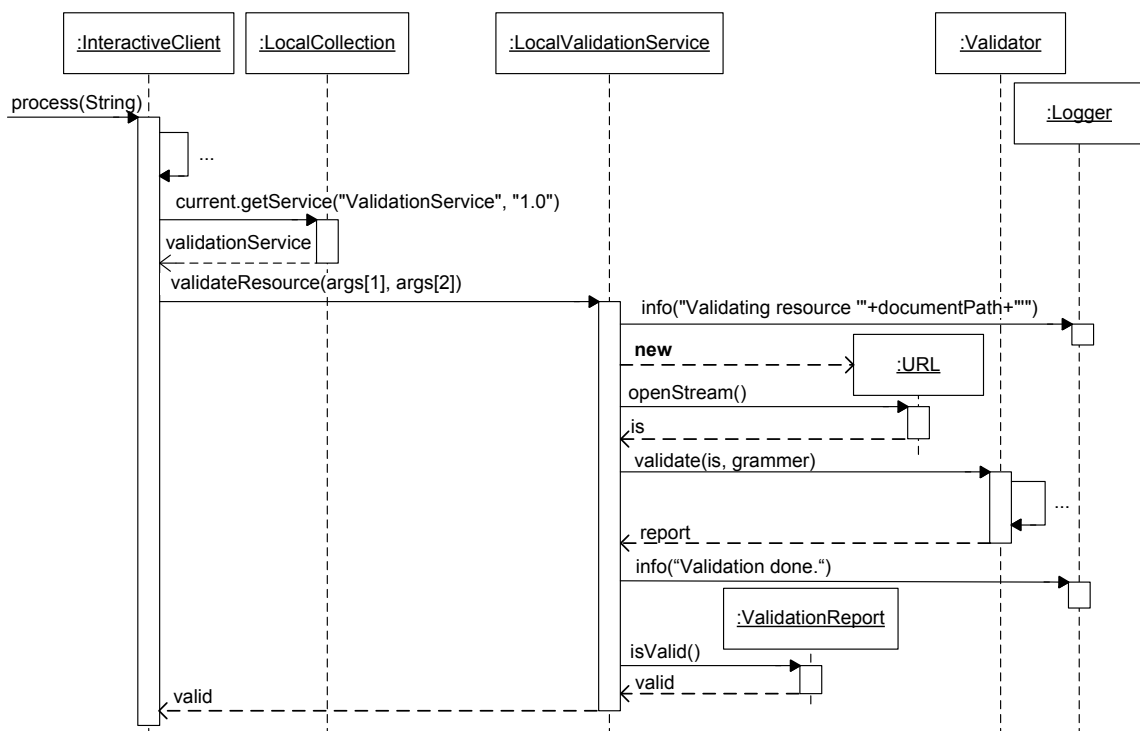 :InteractiveClient
:LocalCollection
:LocalValidationService
:Validator
process(String)
:Logger
...
current.getService("ValidationService", "1.0")
validationService
validateResource(args[1], args[2])
info("Validating resource '"+documentPath+"'")
new
:URL
openStream()
is
validate(is, grammer)
...
report
info(“Validation done.“)
:ValidationReport
isValid()
valid
valid